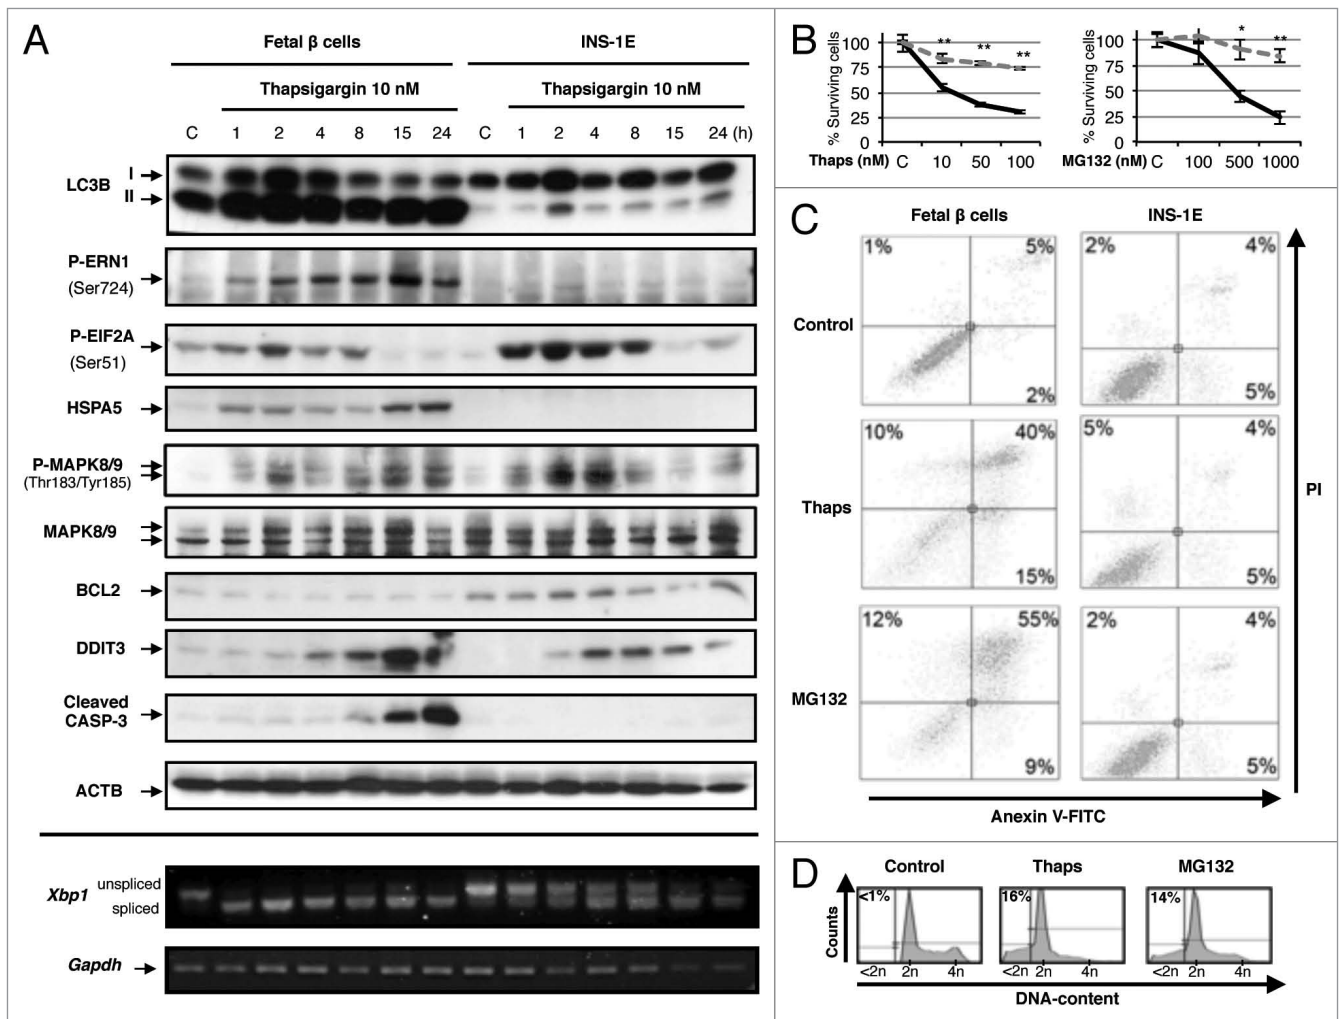 A
Fetal β cells
INS-1E
Thapsigargin 10 nM
Thapsigargin 10 nM
C 1 2 4 8 15 24 C 1 2 4 8 15 24 (h)
LC3B
I
II
P-ERN1
(Ser724)
P-EIF2A
(Ser51)
HSPA5
P-MAPK8/9
(Thr183/Tyr185)
MAPK8/9
BCL2
DDIT3
Cleaved
CASP-3
ACTB
Xbp1
unspliced
spliced
Gapdh
B
% Surviving cells
100
75
50
25
0
** ** **
Thaps (nM) C 10 50 100
% Surviving cells
100
75
50
25
0
* **
MG132 (nM) C 100 500 1000
C
Fetal β cells
INS-1E
Control
1% 5%
2%
2% 4%
5%
Thaps
10% 40%
15%
5% 4%
5%
MG132
12% 55%
9%
2% 4%
5%
PI
Anexin V-FITC
D
Control
Thaps
MG132
Counts
<1%
16%
14%
<2n 2n 4n
<2n 2n 4n
<2n 2n 4n
DNA-content